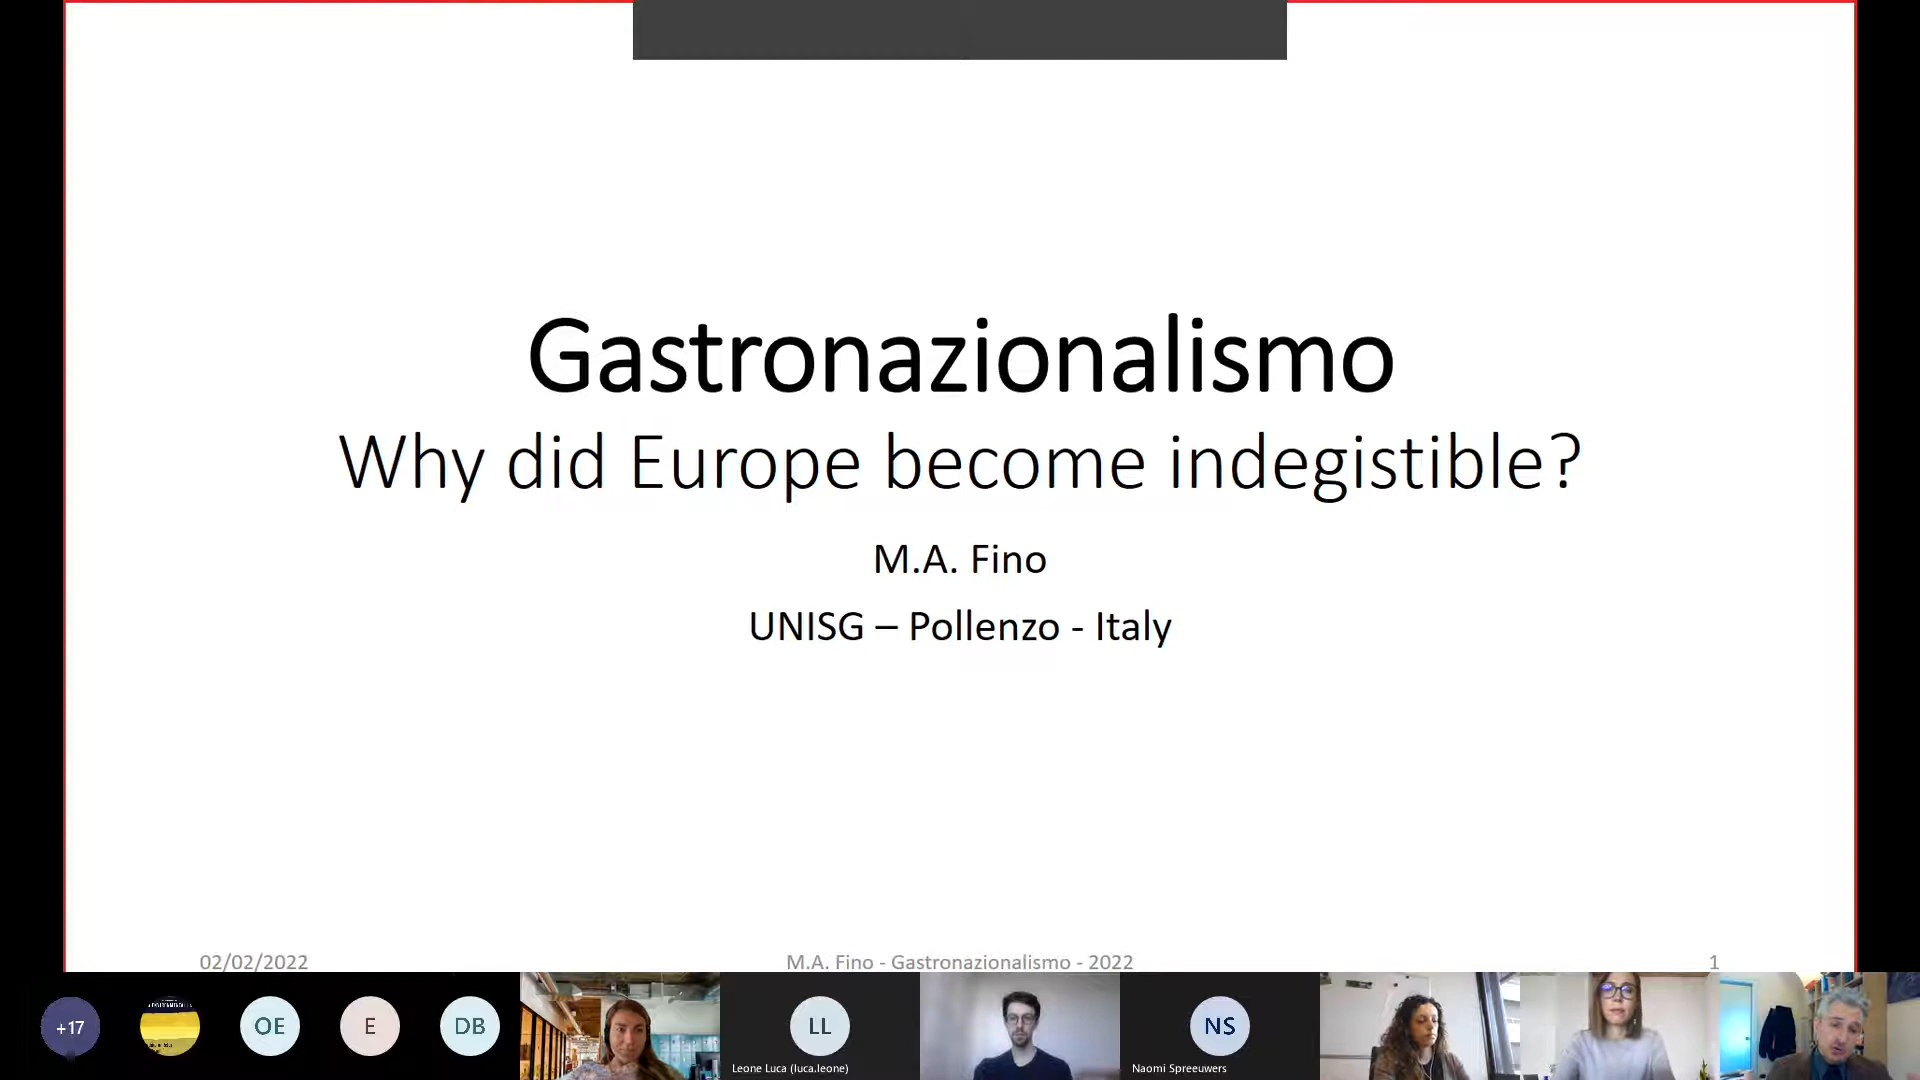 Gastronazionalismo
Why did Europe become indegistible?
M.A. Fino
UNISG – Pollenzo - Italy
02/02/2022
M.A. Fino - Gastronazionalismo - 2022
1
+17
OE
E
DB
LL
Leone Luca (luca.leone)
NS
Naomi Spreeuwers